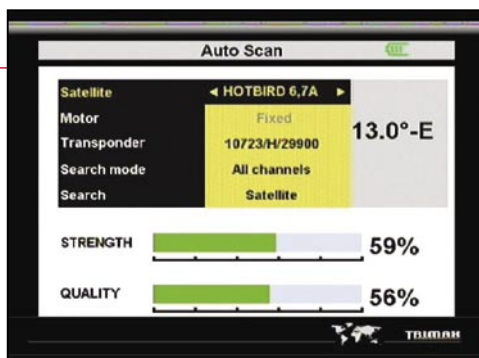 Auto Scan
Satellite ◄ HOTBIRD 6,7A ►
Motor Fixed
13.0°-E
Transponder 10723/H/29900
Search mode All channels
Search Satellite
STRENGTH 59%
QUALITY 56%
TRIMAX